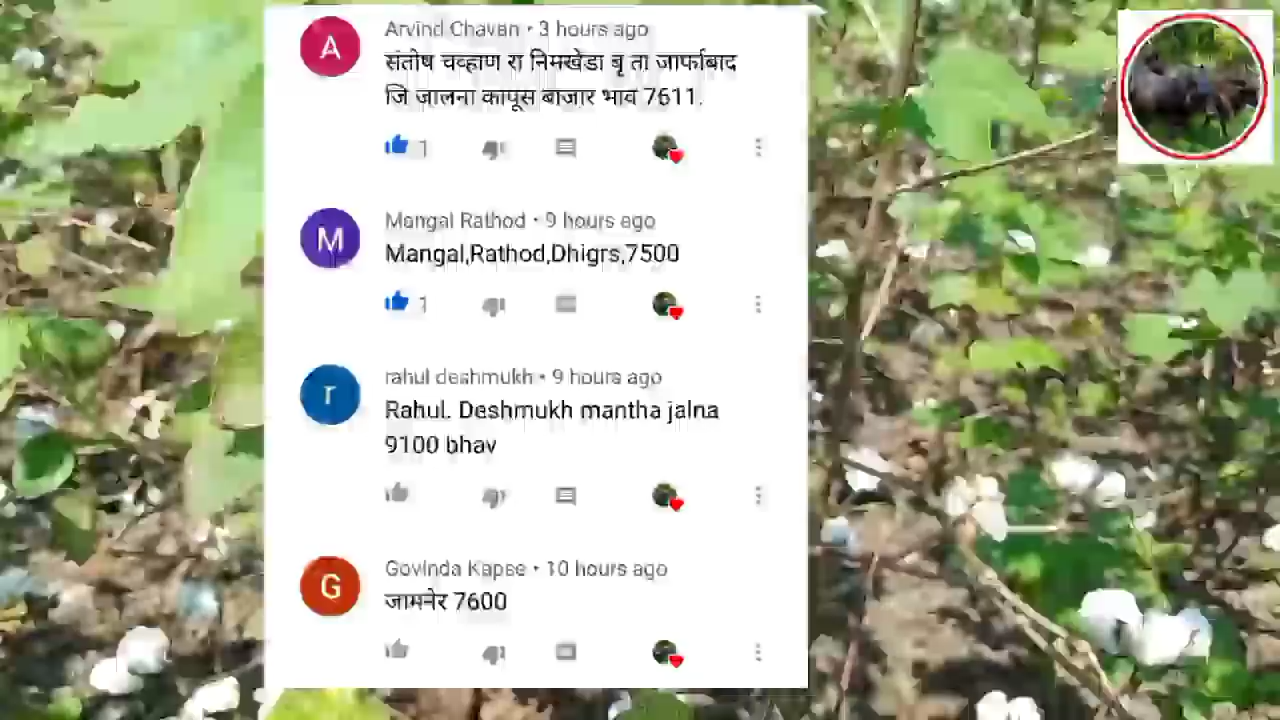 A
Arvind Chavan • 3 hours ago
संतोष चव्हाण रा निमखेडा बृ ता जार्फाबाद
जि जालना कापूस बाजार भाव 7611.
1
M
Mangal Rathod • 9 hours ago
Mangal,Rathod,Dhigrs,7500
1
r
rahul deshmukh • 9 hours ago
Rahul. Deshmukh mantha jalna
9100 bhav
G
Govinda Kapse • 10 hours ago
जामनेर 7600